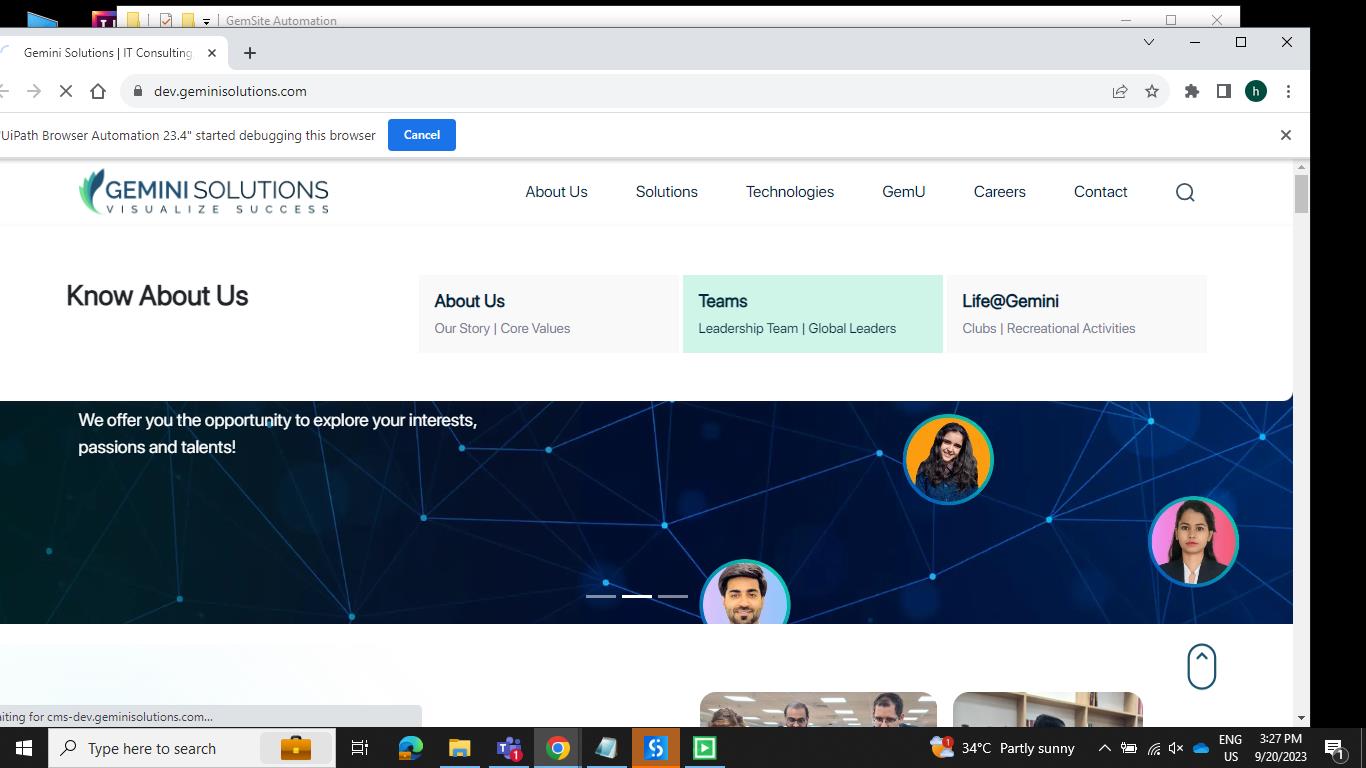 GemSite Automation
Gemini Solutions | IT Consulting
dev.geminisolutions.com
UiPath Browser Automation 23.4" started debugging this browser
Cancel
GEMINI SOLUTIONS
VISUALIZE SUCCESS
About Us
Solutions
Technologies
GemU
Careers
Contact
Know About Us
About Us
Our Story | Core Values
Teams
Leadership Team | Global Leaders
Life@Gemini
Clubs | Recreational Activities
We offer you the opportunity to explore your interests,
passions and talents!
aiting for cms-dev.geminisolutions.com...
Type here to search
34°C Partly sunny
ENG
US
3:27 PM
9/20/2023